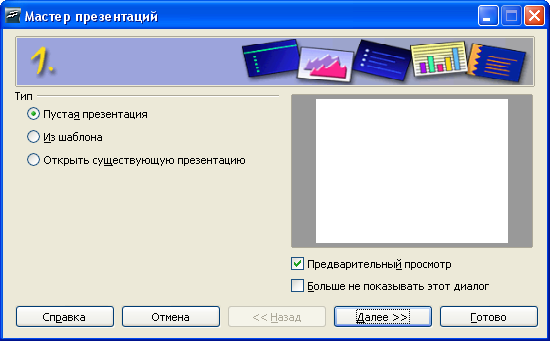 Мастер презентаций
1.
Тип
Пустая презентация
Из шаблона
Открыть существующую презентацию
Предварительный просмотр
Больше не показывать этот диалог
Справка
Отмена
<< Назад
Далее >>
Готово